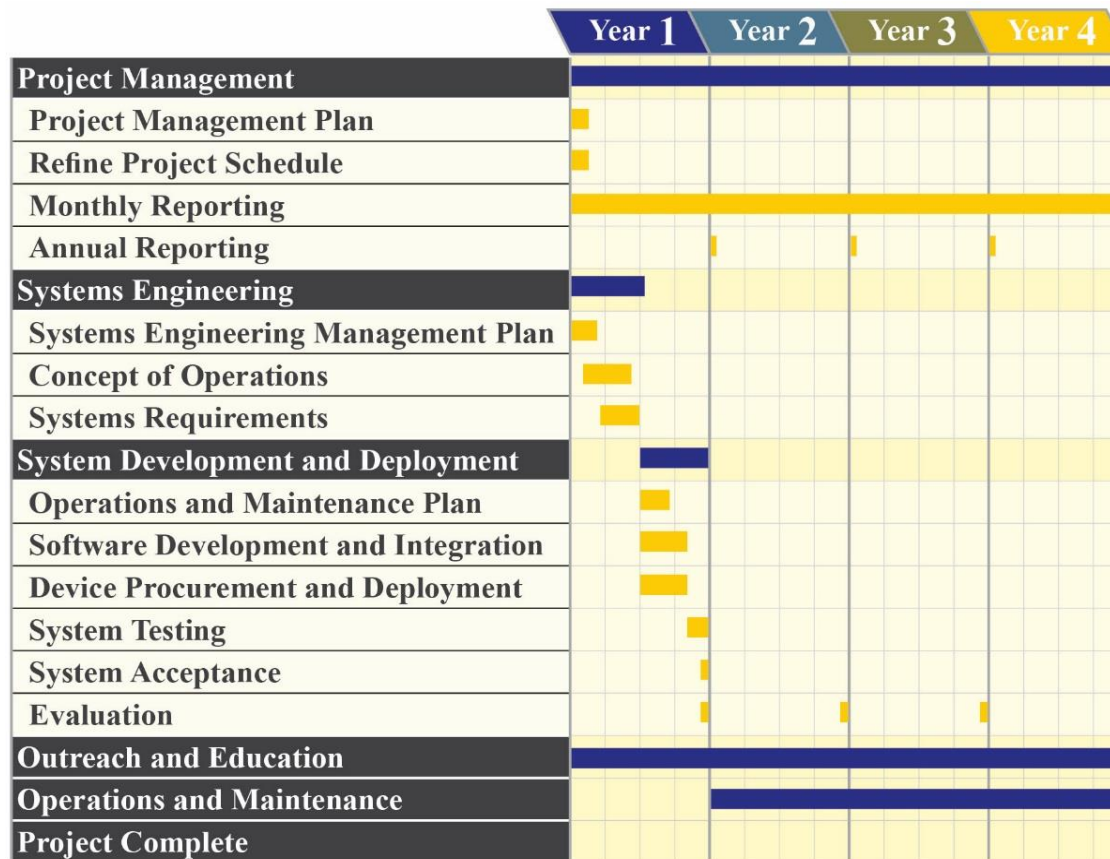 Year 1 Year 2 Year 3 Year 4
Project Management
Project Management Plan
Refine Project Schedule
Monthly Reporting
Annual Reporting
Systems Engineering
Systems Engineering Management Plan
Concept of Operations
Systems Requirements
System Development and Deployment
Operations and Maintenance Plan
Software Development and Integration
Device Procurement and Deployment
System Testing
System Acceptance
Evaluation
Outreach and Education
Operations and Maintenance
Project Complete